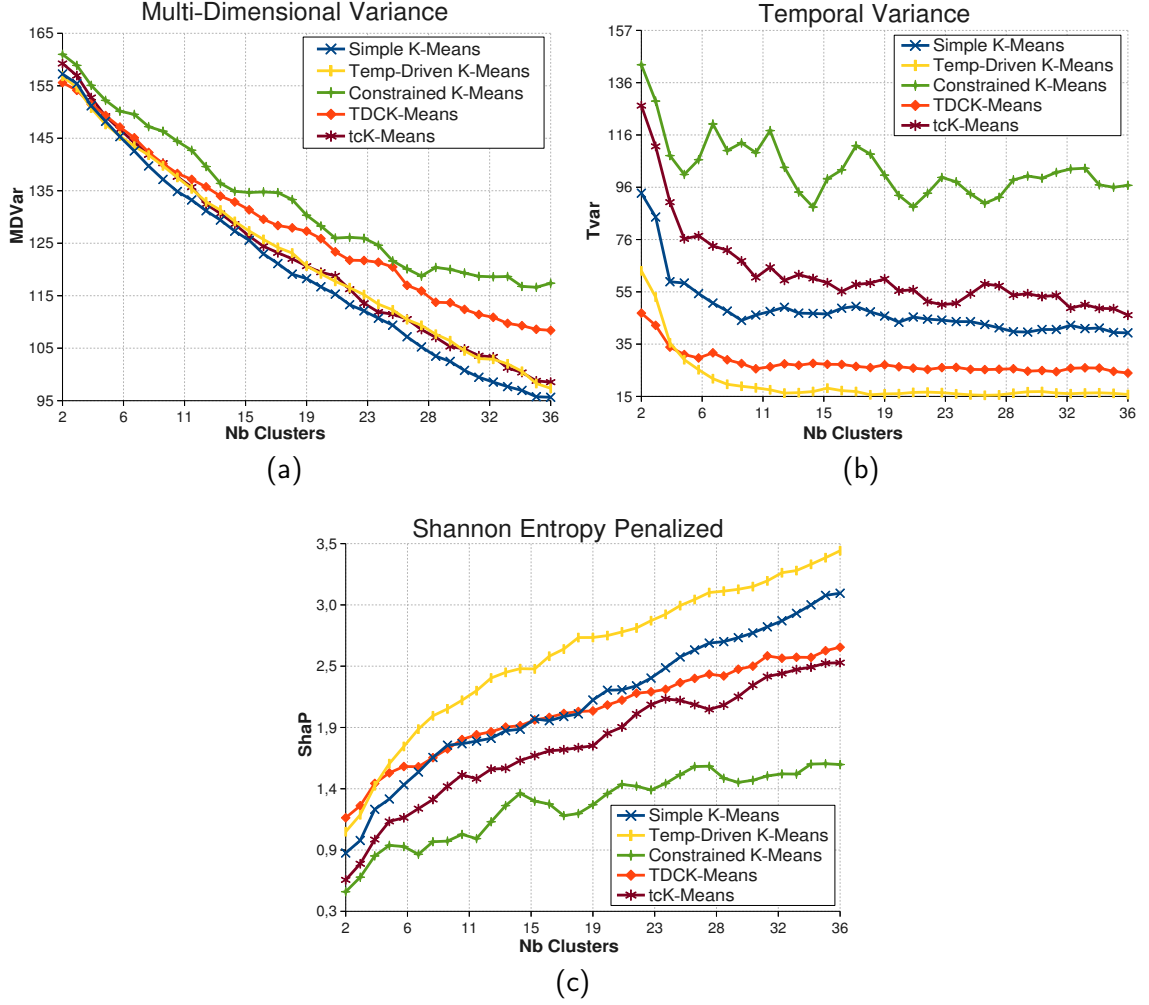 Multi-Dimensional Variance
165
155
145
135
125
115
105
95
MDVar
2 6 11 15 19 23 28 32 36
Nb Clusters
Simple K-Means
Temp-Driven K-Means
Constrained K-Means
TDCK-Means
tcK-Means
(a)
Temporal Variance
157
136
116
96
76
55
35
15
Tvar
2 6 11 15 19 23 28 32 36
Nb Clusters
Simple K-Means
Temp-Driven K-Means
Constrained K-Means
TDCK-Means
tcK-Means
(b)
Shannon Entropy Penalized
3,5
3,0
2,5
1,9
1,4
0,9
0,3
ShaP
2 6 11 15 19 23 28 32 36
Nb Clusters
Simple K-Means
Temp-Driven K-Means
Constrained K-Means
TDCK-Means
tcK-Means
(c)